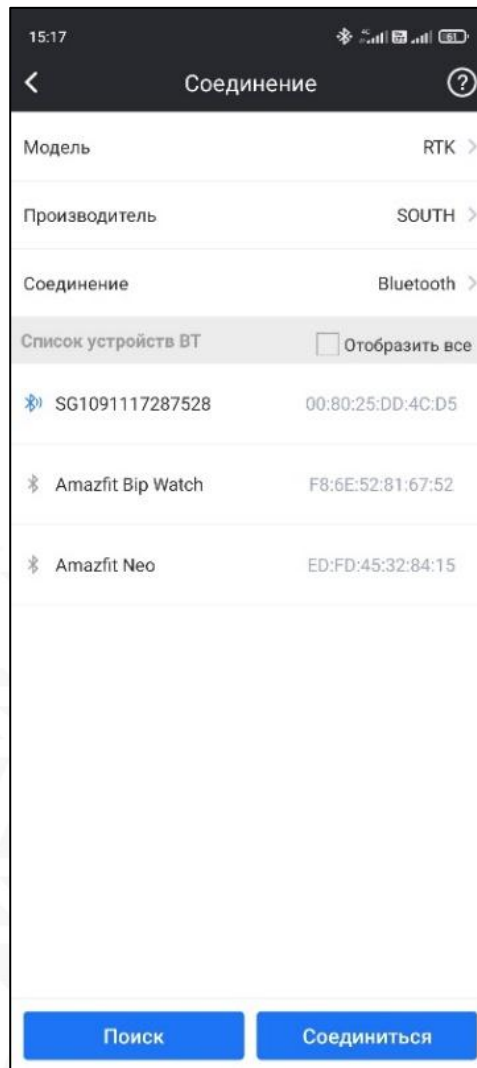 15:17 61
Соединение ?
Модель RTK
Производитель SOUTH
Соединение Bluetooth
Список устройств ВТ Отобразить все
SG1091117287528 00:80:25:DD:4C:D5
Amazfit Bip Watch F8:6E:52:81:67:52
Amazfit Neo ED:FD:45:32:84:15
Поиск Соединиться